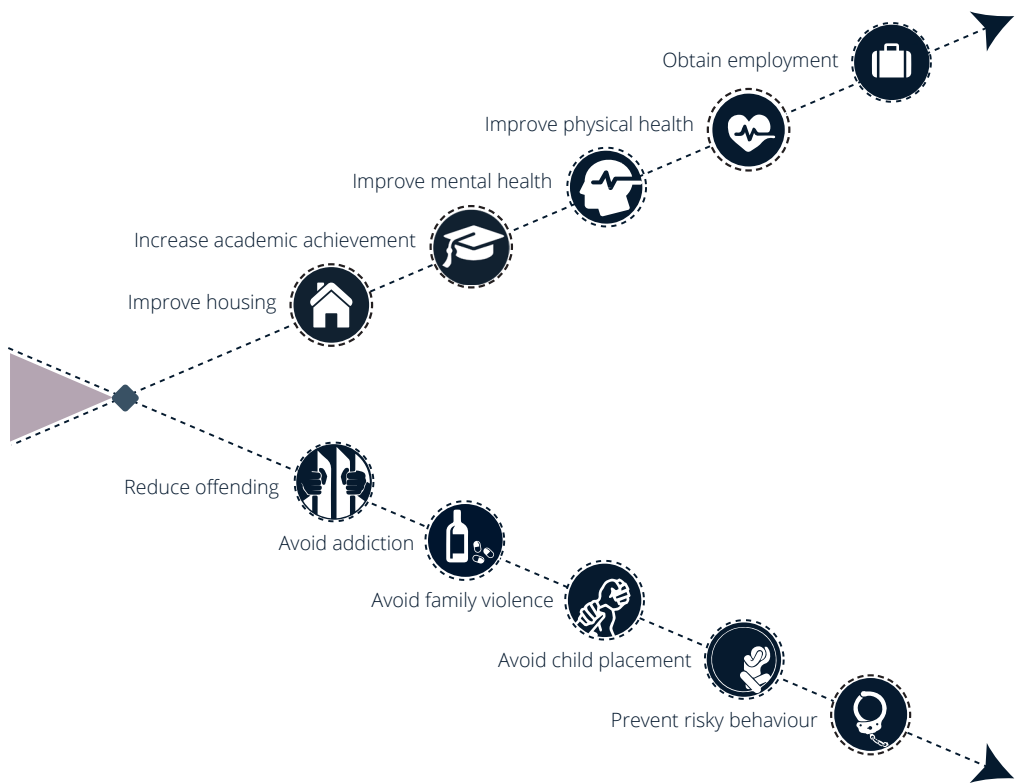 Obtain employment
Improve physical health
Improve mental health
Increase academic achievement
Improve housing
Reduce offending
Avoid addiction
Avoid family violence
Avoid child placement
Prevent risky behaviour